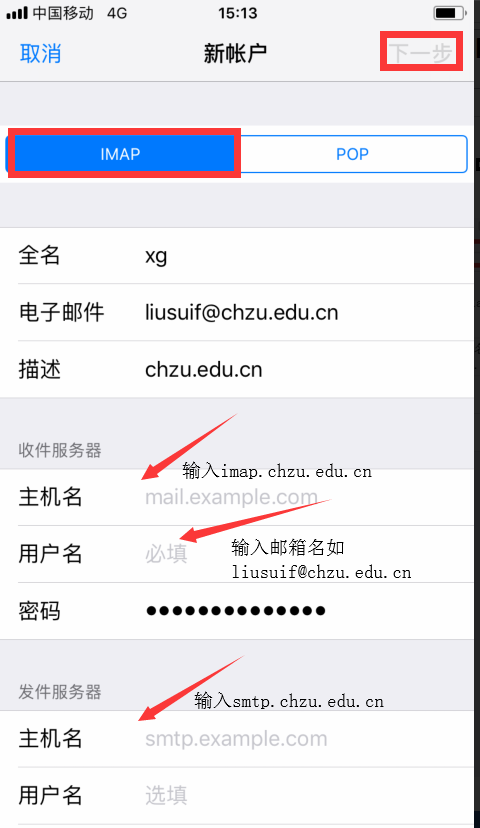 中国移动 4G 15:13
取消 新帐户 下一步
IMAP POP
全名 xg
电子邮件 liusuif@chzu.edu.cn
描述 chzu.edu.cn
收件服务器
输入imap.chzu.edu.cn
主机名 mail.example.com
用户名 必填 输入邮箱名如
liusuif@chzu.edu.cn
密码 ●●●●●●●●●●●●●●
发件服务器
输入smtp.chzu.edu.cn
主机名 smtp.example.com
用户名 选填